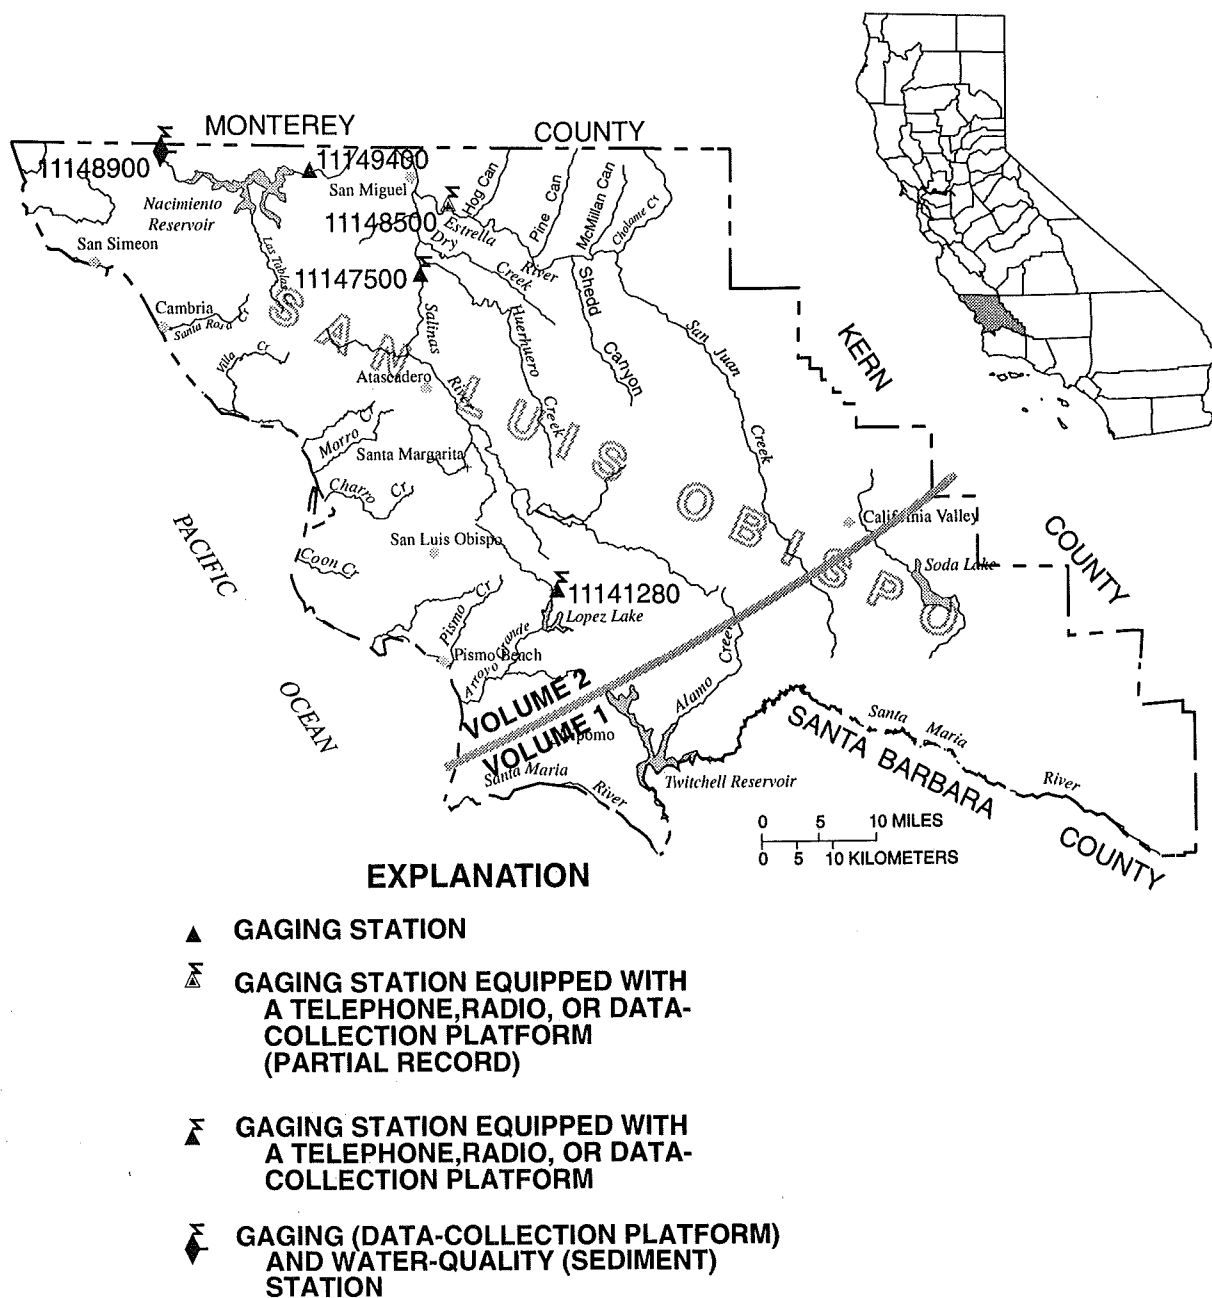 MONTEREY COUNTY
11148900
11149400
San Miguel
Hog Can
Pine Can
McMillan Can
Cholame Cr
Nacimiento
Reservoir
11148500
Estrella
River
Dry
Creek
San Simeon
Las Tablas
11147500
Shedd
Canyon
Cambria
Santa Rosa Cr
Salinas
River
Huerhuero
Creek
San Juan
Creek
KERN
COUNTY
Villa Cr
Atascadero
SAN LUIS OBISPO
Morro Cr
Santa Margarita
Charro Cr
PACIFIC
OCEAN
California Valley
San Luis Obispo
Coon Cr
Soda Lake
11141280
Lopez Lake
Pismo Cr
Pismo Beach
Arroyo Grande
Alamo
Creek
VOLUME 2
VOLUME 1
Santa Maria
River
Twitchell Reservoir
Santa Maria
River
SANTA BARBARA
COUNTY
0 5 10 MILES
0 5 10 KILOMETERS
EXPLANATION
GAGING STATION
GAGING STATION EQUIPPED WITH
A TELEPHONE,RADIO, OR DATA-
COLLECTION PLATFORM
(PARTIAL RECORD)
GAGING STATION EQUIPPED WITH
A TELEPHONE,RADIO, OR DATA-
COLLECTION PLATFORM
GAGING (DATA-COLLECTION PLATFORM)
AND WATER-QUALITY (SEDIMENT)
STATION